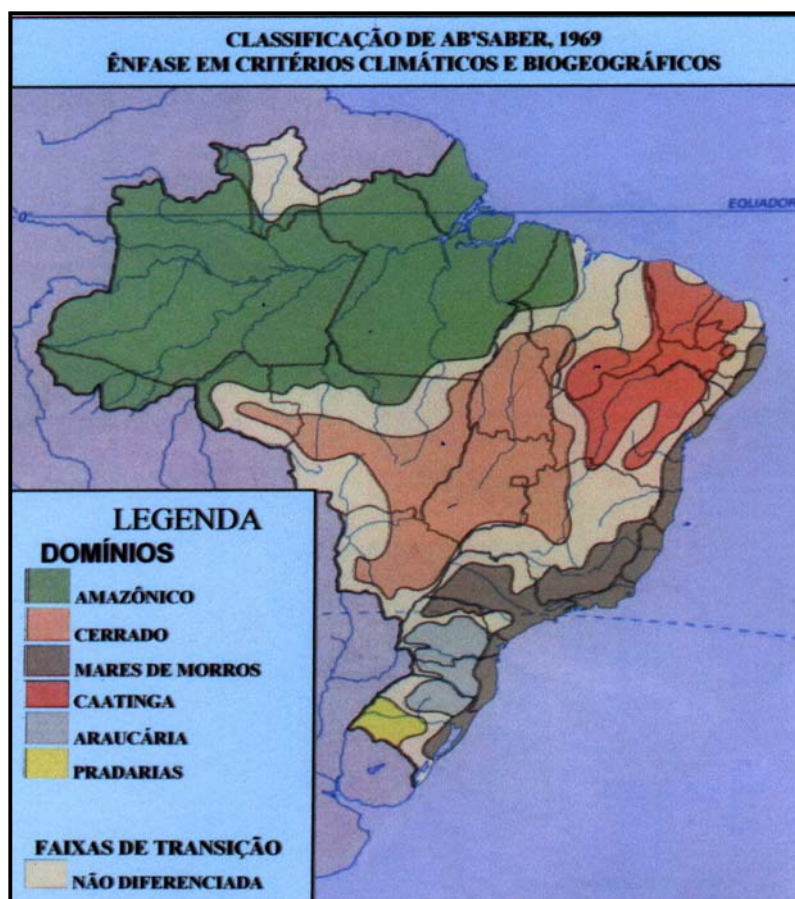 CLASSIFICAÇÃO DE AB'SABER, 1969
ÊNFASE EM CRITÉRIOS CLIMÁTICOS E BIOGEOGRÁFICOS
0°
EQUADOR
LEGENDA
DOMÍNIOS
AMAZÔNICO
CERRADO
MARES DE MORROS
CAATINGA
ARAUCÁRIA
PRADARIAS
FAIXAS DE TRANSIÇÃO
NÃO DIFERENCIADA